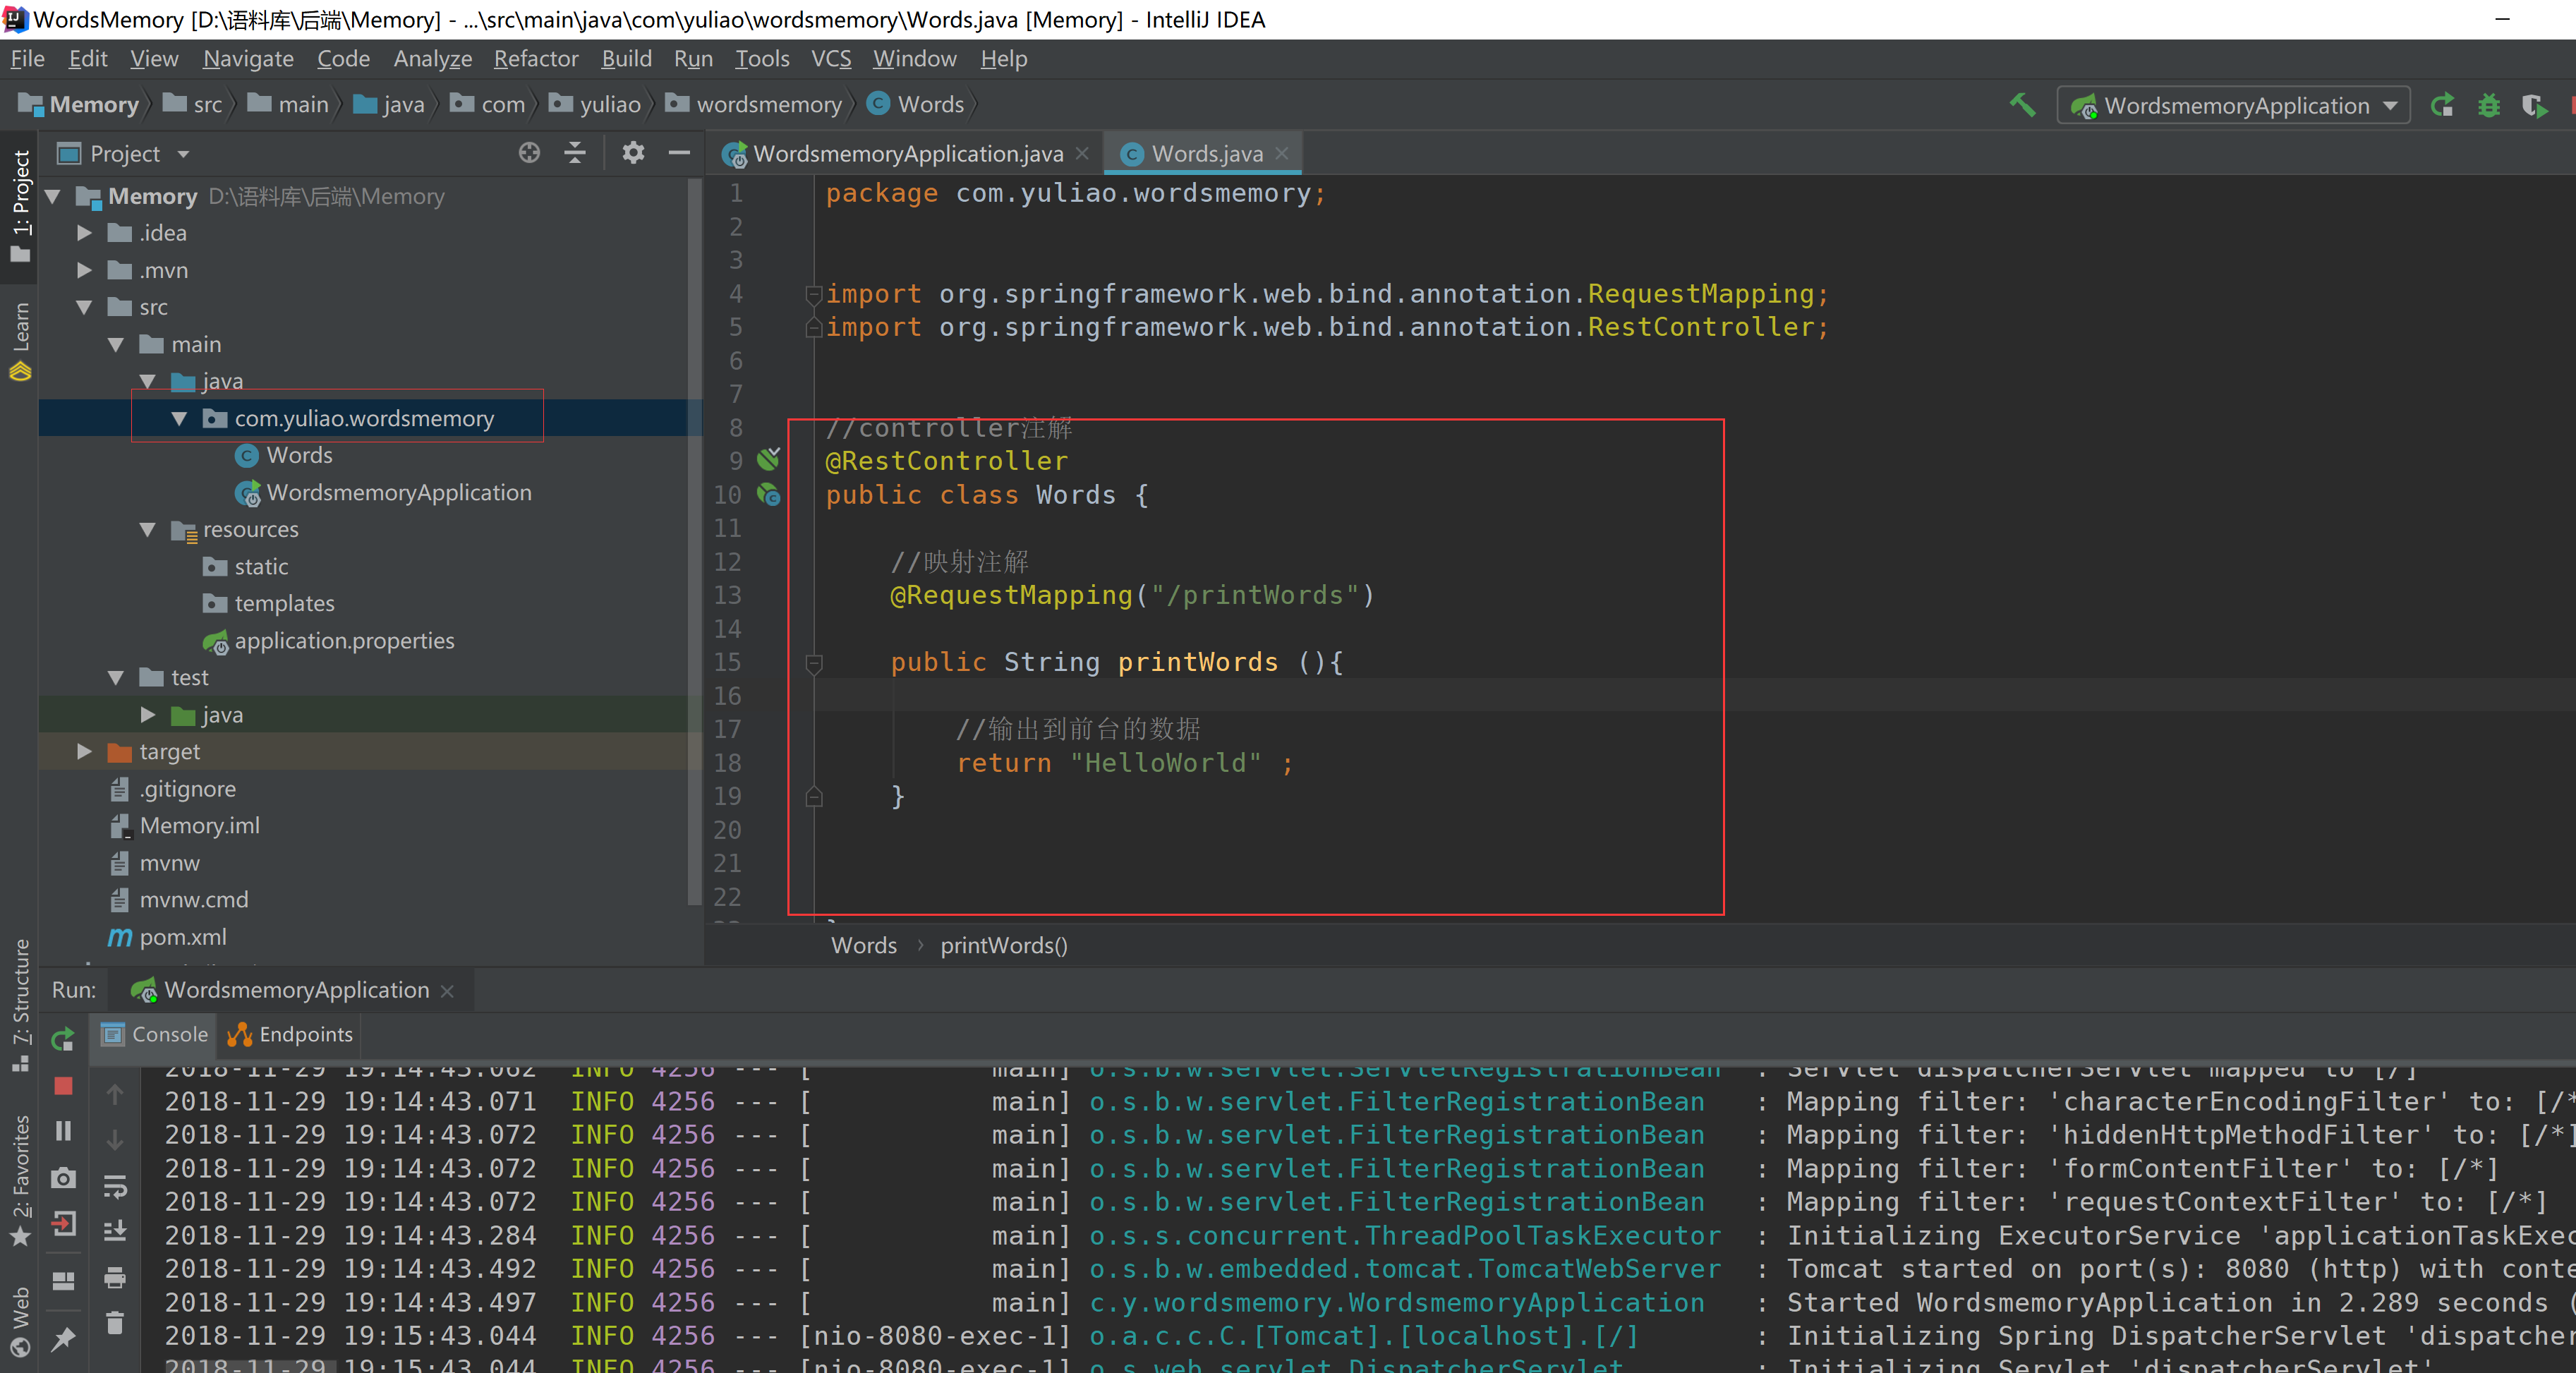 WordsMemory [D:\语料库\后端\Memory] - ...\src\main\java\com\yuliao\wordsmemory\Words.java [Memory] - IntelliJ IDEA
File Edit View Navigate Code Analyze Refactor Build Run Tools VCS Window Help
Memory src main java com yuliao wordsmemory Words
WordsmemoryApplication
1: Project
Learn
7: Structure
2: Favorites
Web
Project
Memory D:\语料库\后端\Memory
.idea
.mvn
src
main
java
com.yuliao.wordsmemory
Words
WordsmemoryApplication
resources
static
templates
application.properties
test
java
target
.gitignore
Memory.iml
mvnw
mvnw.cmd
pom.xml
WordsmemoryApplication.java Words.java
1 package com.yuliao.wordsmemory;
2
3
4 import org.springframework.web.bind.annotation.RequestMapping;
5 import org.springframework.web.bind.annotation.RestController;
6
7
8 //controller注解
9 @RestController
10 public class Words {
11
12 //映射注解
13 @RequestMapping("/printWords")
14
15 public String printWords (){
16
17 //输出到前台的数据
18 return "HelloWorld" ;
19 }
20
21
22
Words › printWords()
Run: WordsmemoryApplication
Console Endpoints
2018-11-29 19:14:43.062 INFO 4256 --- [ main] o.s.b.w.servlet.ServletRegistrationBean : Servlet dispatcherServlet mapped to [/]
2018-11-29 19:14:43.071 INFO 4256 --- [ main] o.s.b.w.servlet.FilterRegistrationBean : Mapping filter: 'characterEncodingFilter' to: [/*
2018-11-29 19:14:43.072 INFO 4256 --- [ main] o.s.b.w.servlet.FilterRegistrationBean : Mapping filter: 'hiddenHttpMethodFilter' to: [/*]
2018-11-29 19:14:43.072 INFO 4256 --- [ main] o.s.b.w.servlet.FilterRegistrationBean : Mapping filter: 'formContentFilter' to: [/*]
2018-11-29 19:14:43.072 INFO 4256 --- [ main] o.s.b.w.servlet.FilterRegistrationBean : Mapping filter: 'requestContextFilter' to: [/*]
2018-11-29 19:14:43.284 INFO 4256 --- [ main] o.s.s.concurrent.ThreadPoolTaskExecutor : Initializing ExecutorService 'applicationTaskExec
2018-11-29 19:14:43.492 INFO 4256 --- [ main] o.s.b.w.embedded.tomcat.TomcatWebServer : Tomcat started on port(s): 8080 (http) with conte
2018-11-29 19:14:43.497 INFO 4256 --- [ main] c.y.wordsmemory.WordsmemoryApplication : Started WordsmemoryApplication in 2.289 seconds (
2018-11-29 19:15:43.044 INFO 4256 --- [nio-8080-exec-1] o.a.c.c.C.[Tomcat].[localhost].[/] : Initializing Spring DispatcherServlet 'dispatcher
2018-11-29 19:15:43.044 INFO 4256 --- [nio-8080-exec-1] o.s.web.servlet.DispatcherServlet : Initializing Servlet 'dispatcherServlet'